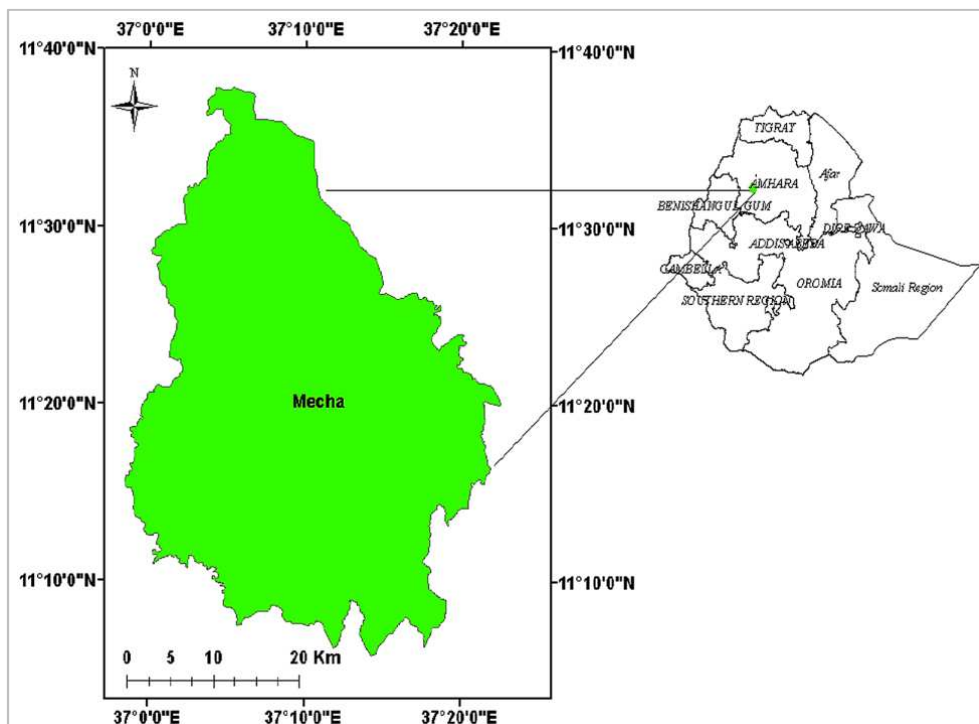 37°0'0"E 37°10'0"E 37°20'0"E
11°40'0"N 11°40'0"N
N
TIGRAY
Afar
AMHARA
BENISHANGUL GUM
11°30'0"N 11°30'0"N
DIRE DAWA
ADDIS ABEBA
GAMBELLA
OROMIA
Somali Region
SOUTHERN REGION
11°20'0"N 11°20'0"N
Mecha
11°10'0"N 11°10'0"N
0 5 10 20 Km
37°0'0"E 37°10'0"E 37°20'0"E